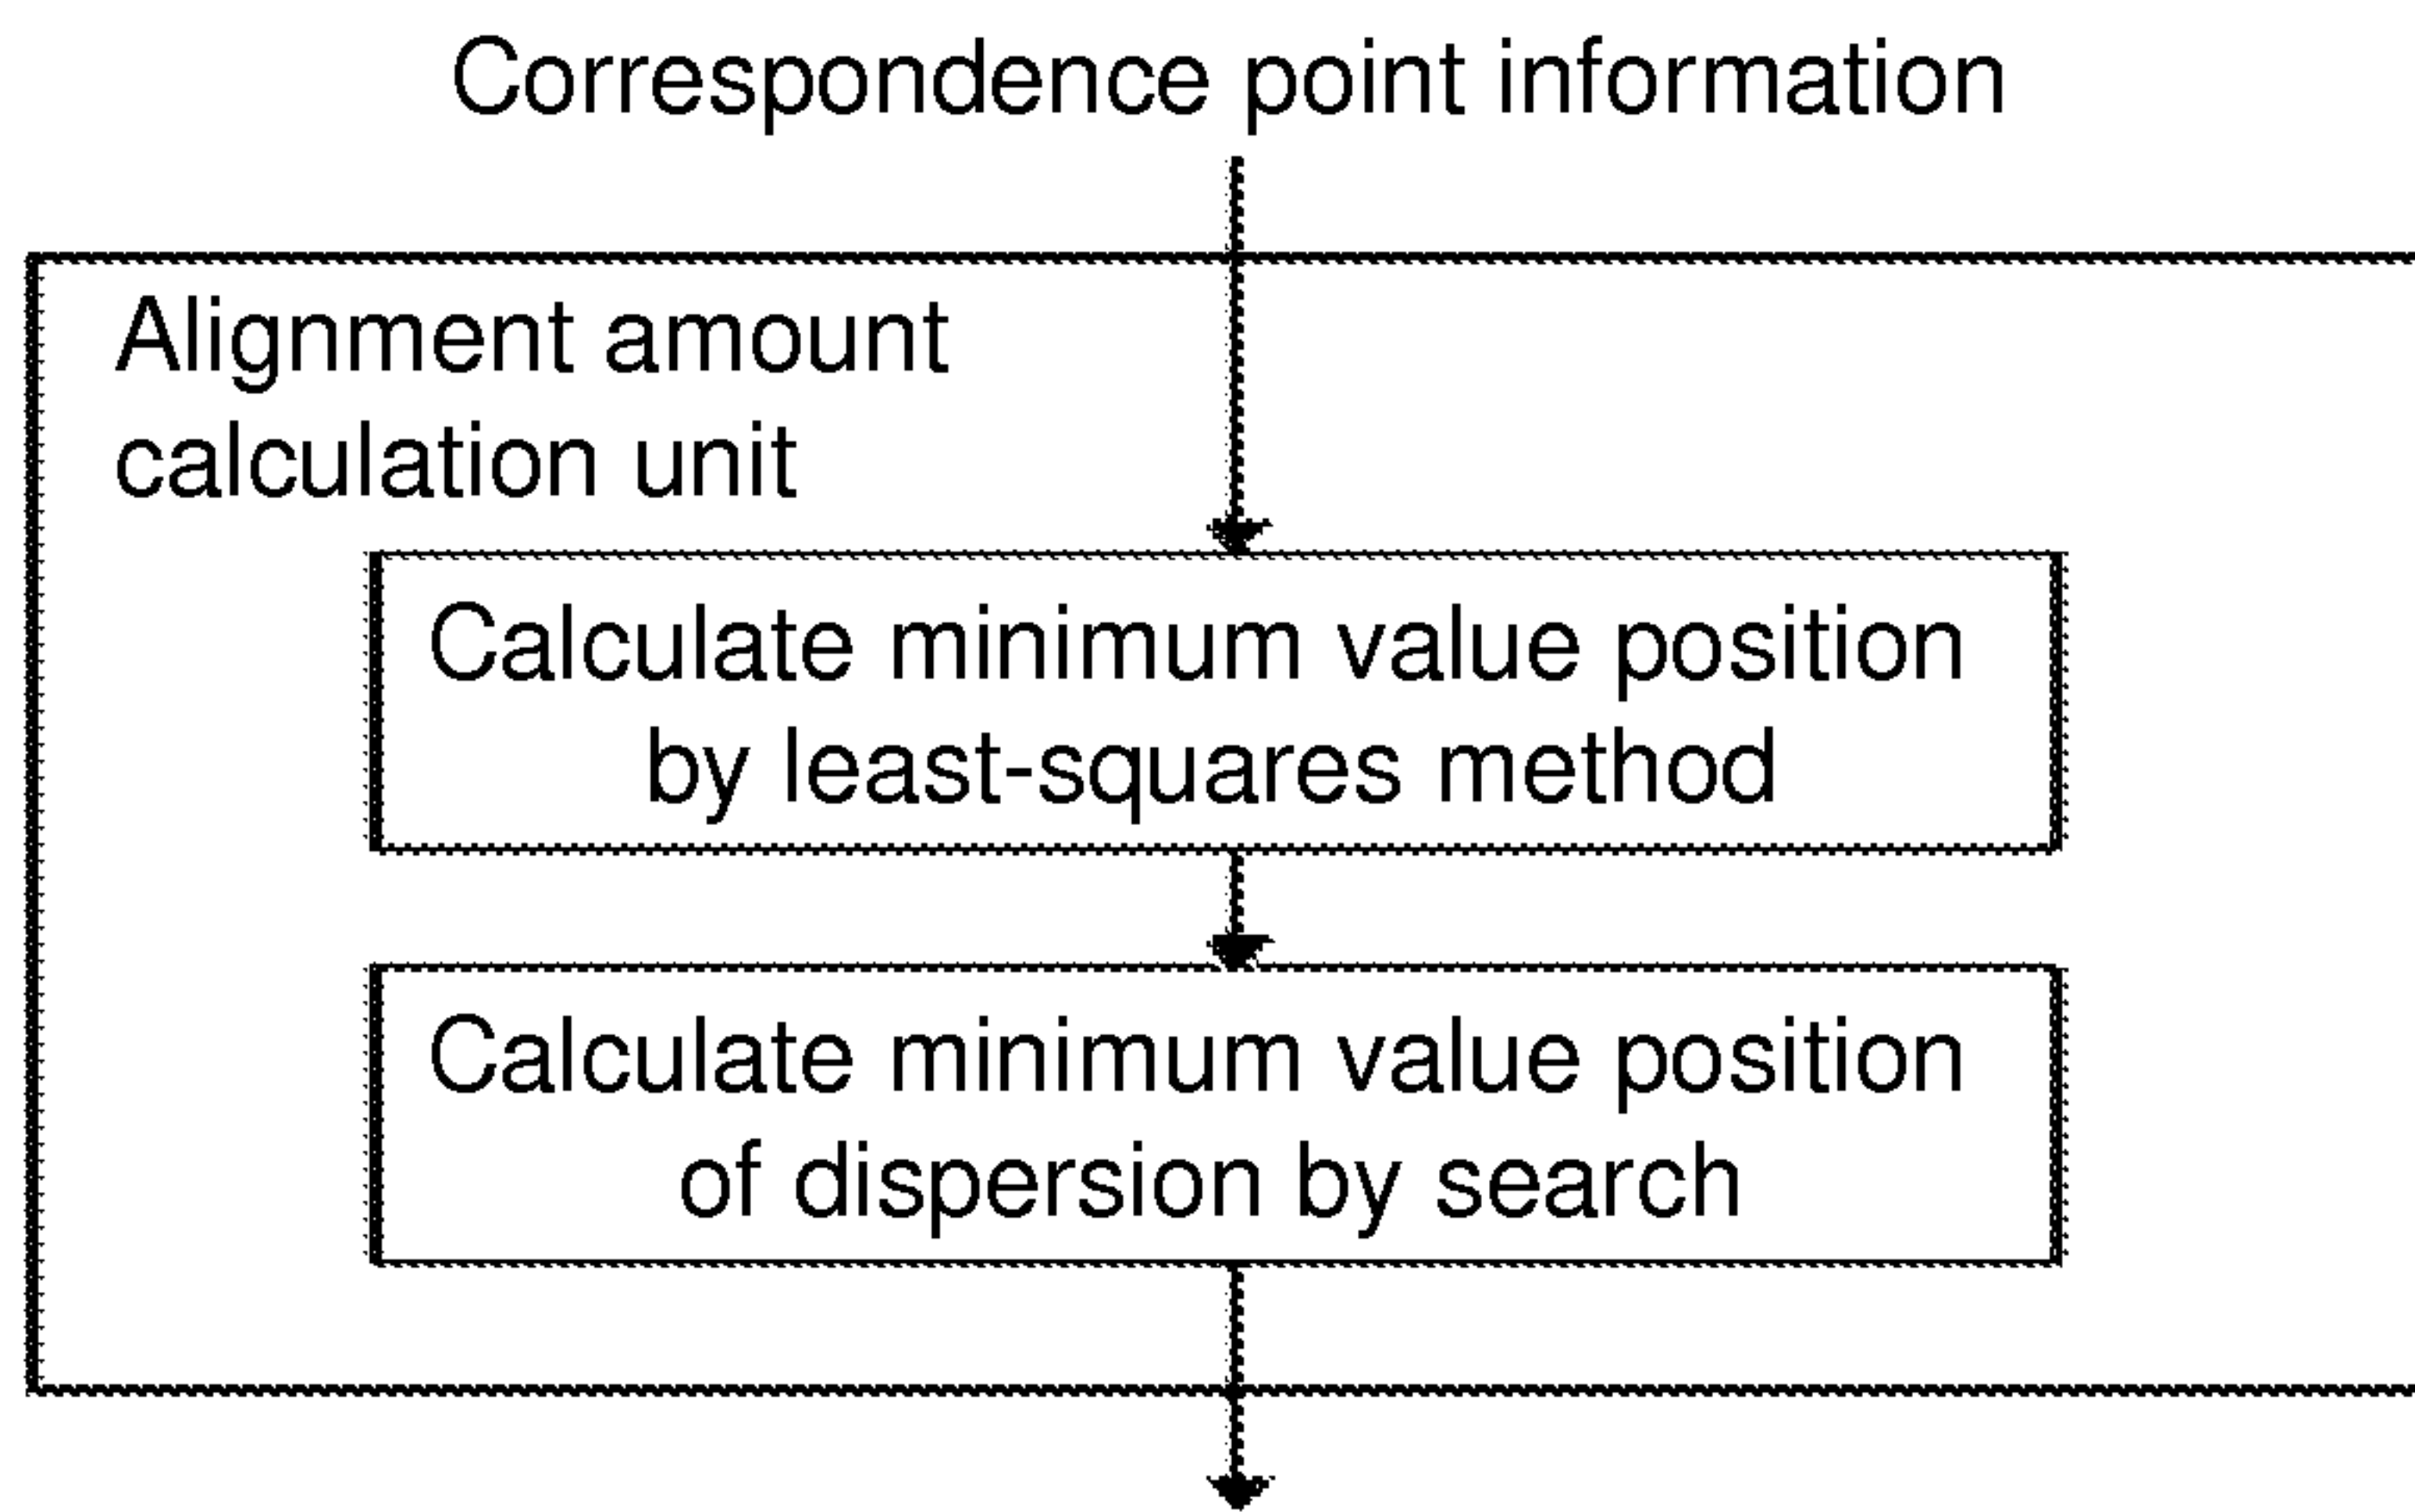 Correspondence point information
Alignment amount
calculation unit
Calculate minimum value position
by least-squares method
Calculate minimum value position
of dispersion by search